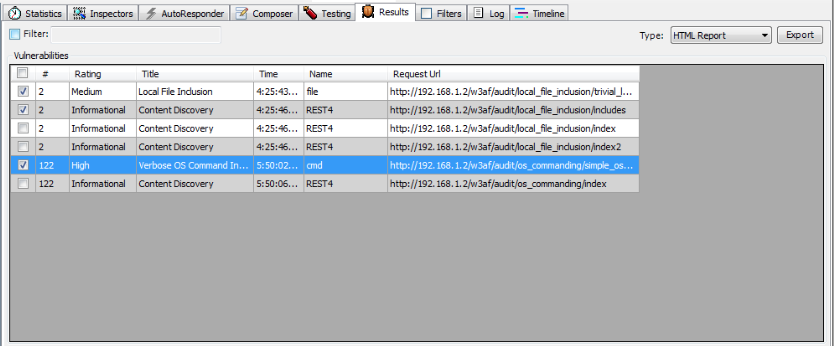 Statistics Inspectors AutoResponder Composer Testing Results Filters Log Timeline
Filter: Type: HTML Report Export
Vulnerabilities
# Rating Title Time Name Request Url
2 Medium Local File Inclusion 4:25:43... file http://192.168.1.2/w3af/audit/local_file_inclusion/trivial_l...
2 Informational Content Discovery 4:25:46... REST4 http://192.168.1.2/w3af/audit/local_file_inclusion/includes
2 Informational Content Discovery 4:25:46... REST4 http://192.168.1.2/w3af/audit/local_file_inclusion/index
2 Informational Content Discovery 4:25:46... REST4 http://192.168.1.2/w3af/audit/local_file_inclusion/index2
122 High Verbose OS Command In... 5:50:02... cmd http://192.168.1.2/w3af/audit/os_commanding/simple_os...
122 Informational Content Discovery 5:50:06... REST4 http://192.168.1.2/w3af/audit/os_commanding/index